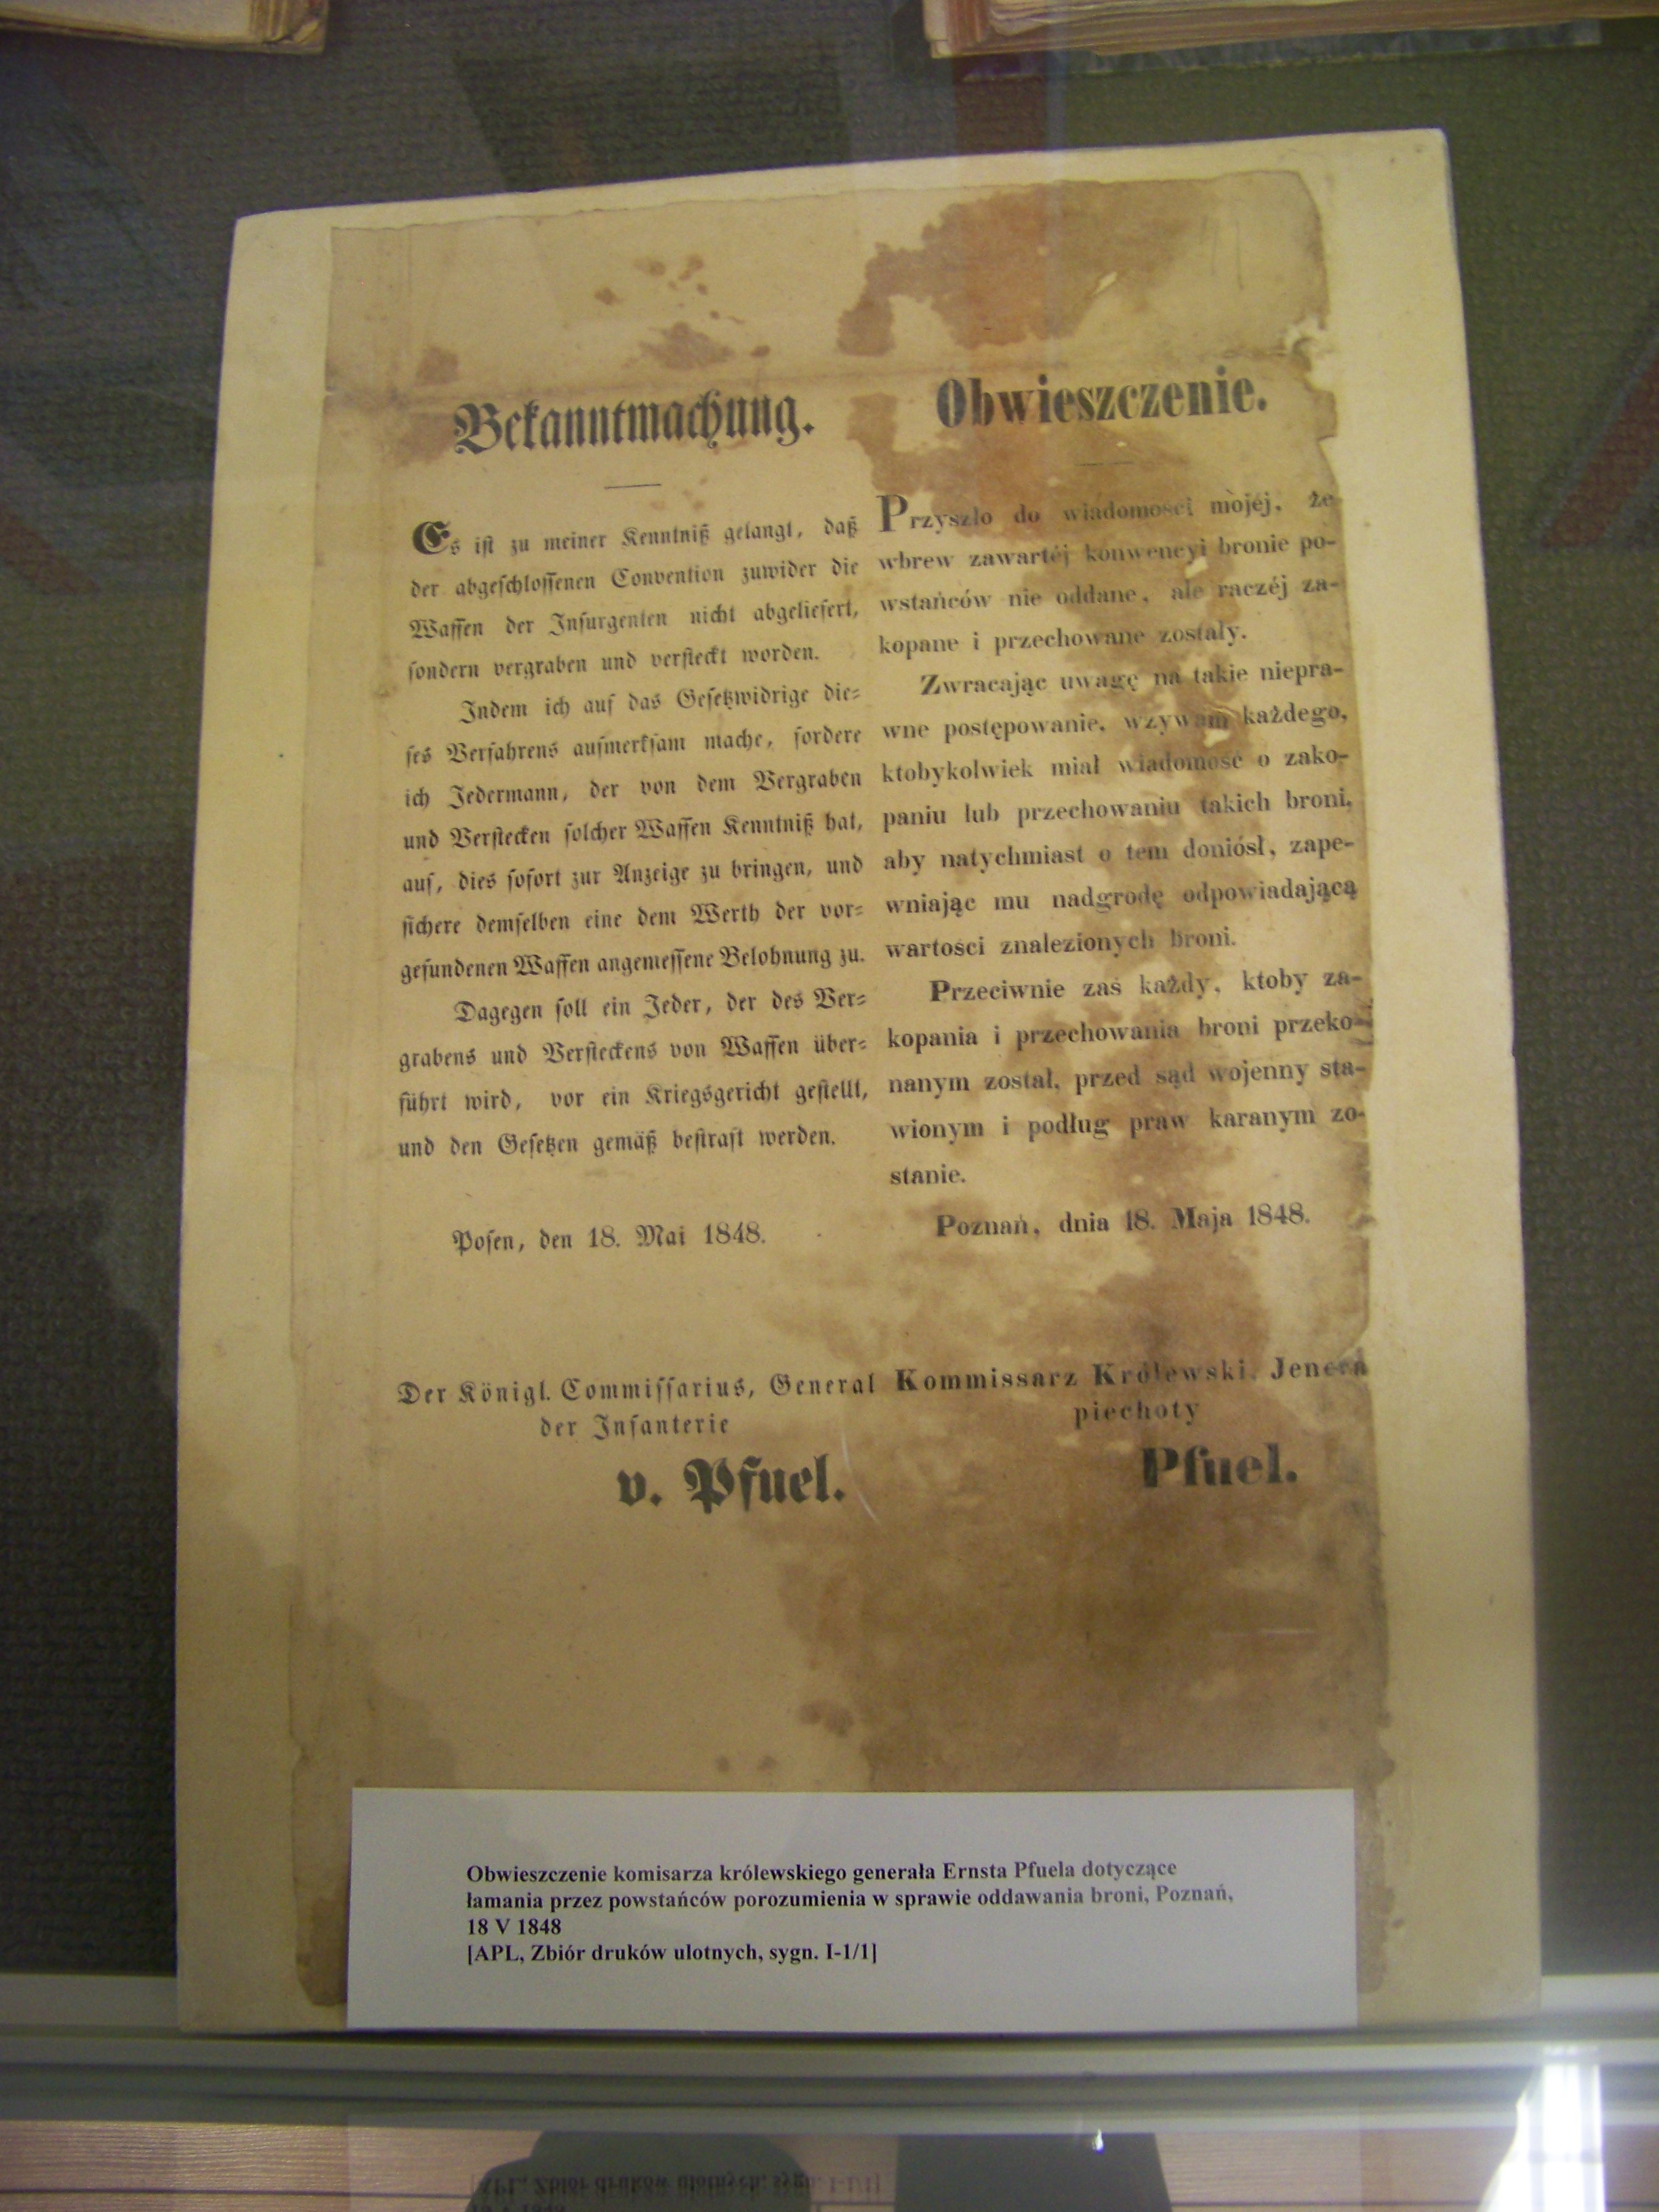 Bekanntmachung.
Es ist zu meiner Kenntniß gelangt, daß
der abgeschlossenen Convention zuwider die
Waffen der Insurgenten nicht abgeliefert,
sondern vergraben und versteckt worden.
Indem ich auf das Gesetzwidrige die-
ses Verfahrens aufmerksam mache, fordere
ich Jedermann, der von dem Vergraben
und Verstecken solcher Waffen Kenntniß hat,
auf, dies sofort zur Anzeige zu bringen, und
sichere demselben eine dem Werth der vor-
gefundenen Waffen angemessene Belohnung zu.
Dagegen soll ein Jeder, der des Ver-
grabens und Versteckens von Waffen über-
führt wird, vor ein Kriegsgericht gestellt,
und den Gesetzen gemäß bestraft werden.
Posen, den 18. Mai 1848.
Der Königl. Commissarius, General
der Infanterie
v. Pfuel.
Obwieszczenie.
Przyszło do wiadomości mojéj, że
wbrew zawartéj konwencyi bronie po-
wstańców nie oddane, ale raczéj za-
kopane i przechowane zostały.
Zwracając uwagę na takie niepra-
wne postępowanie, wzywam każdego,
ktobykolwiek miał wiadomość o zako-
paniu lub przechowaniu takich broni,
aby natychmiast o tem doniósł, zape-
wniając mu nadgrodę odpowiadającą
wartości znalezionych broni.
Przeciwnie zaś każdy, ktoby za-
kopania i przechowania broni przeko-
nanym został, przed sąd wojenny sta-
wionym i podług praw karanym zo-
stanie.
Poznań, dnia 18. Maja 1848.
Kommissarz Królewski, Jenera
piechoty
Pfuel.
Obwieszczenie komisarza królewskiego generała Ernsta Pfuela dotyczące
łamania przez powstańców porozumienia w sprawie oddawania broni, Poznań,
18 V 1848
[APL, Zbiór druków ulotnych, sygn. I-1/1]